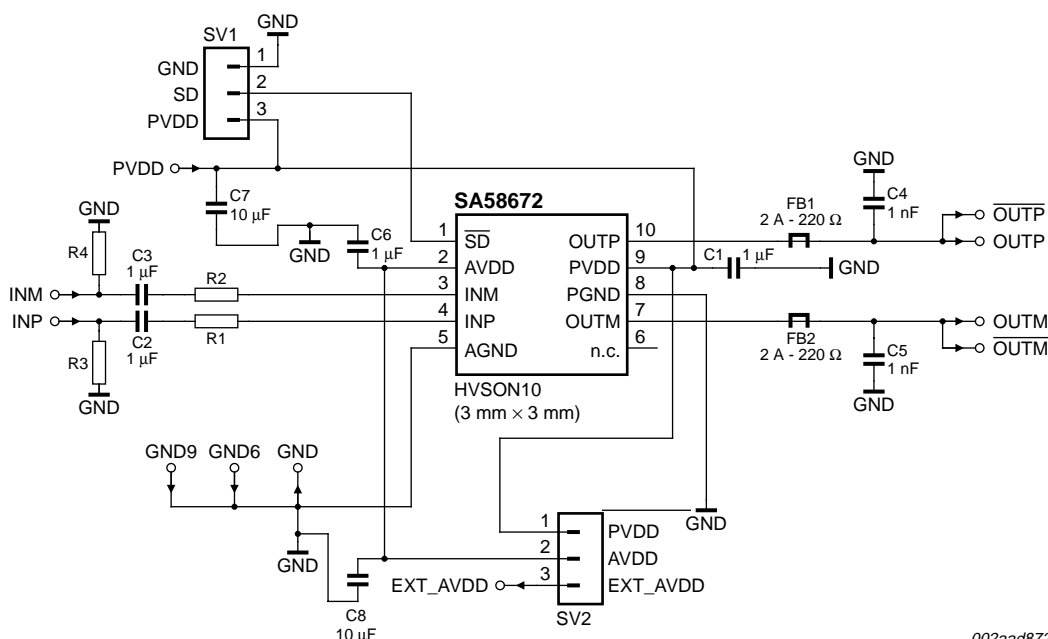 GND
SV1
GND
1
SD
2
PVDD
3
PVDD
C7
10 μF
GND
C6
1 μF
SA58672
GND
R4
C3
1 μF
R2
INM
INP
C2
1 μF
R1
R3
GND
1
SD
2
AVDD
3
INM
4
INP
5
AGND
OUTP
10
PVDD
9
PGND
8
OUTM
7
n.c.
6
HVSON10
(3 mm × 3 mm)
FB1
2 A - 220 Ω
GND
C4
1 nF
OUTP
OUTP
C1
1 μF
GND
FB2
2 A - 220 Ω
C5
1 nF
GND
OUTM
OUTM
GND9
GND6
GND
GND
C8
10 μF
EXT_AVDD
1
PVDD
2
AVDD
3
EXT_AVDD
SV2
GND